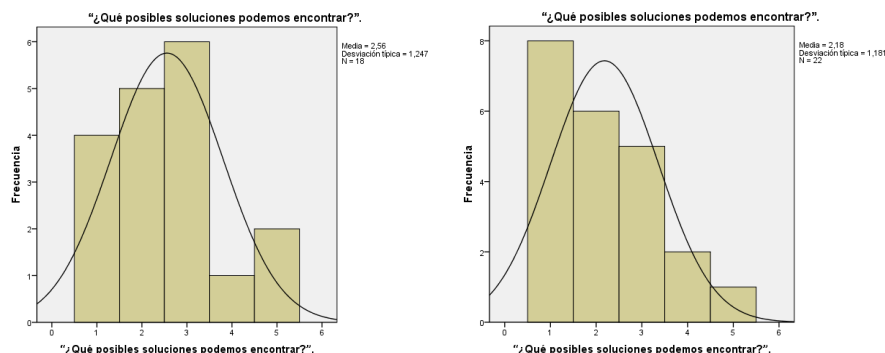 “¿Qué posibles soluciones podemos encontrar?”.
Media = 2,56
Desviación típica = 1,247
N = 18
Frecuencia
6
5
4
3
2
1
0
0 1 2 3 4 5 6
“¿Qué posibles soluciones podemos encontrar?”.
“¿Qué posibles soluciones podemos encontrar?”.
Media = 2,18
Desviación típica = 1,181
N = 22
Frecuencia
8
6
4
2
0
0 1 2 3 4 5 6
“¿Qué posibles soluciones podemos encontrar?”.